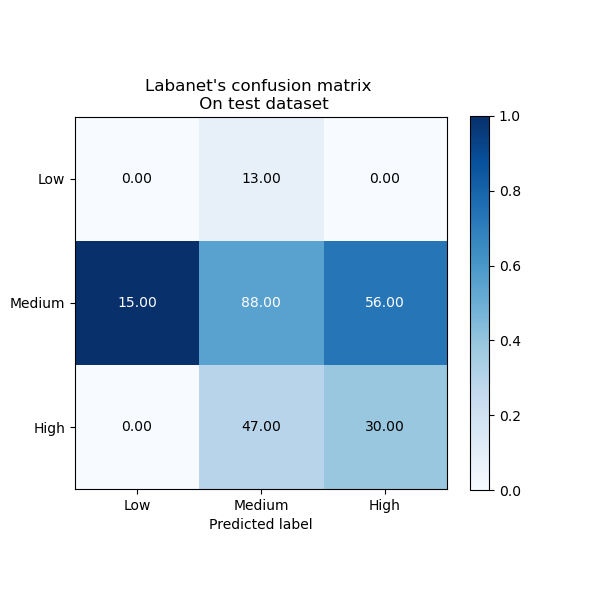 Labanet's confusion matrix
On test dataset
1.0
0.8
0.6
0.4
0.2
0.0
Low
0.00 13.00 0.00
Medium
15.00 88.00 56.00
High
0.00 47.00 30.00
Low Medium High
Predicted label